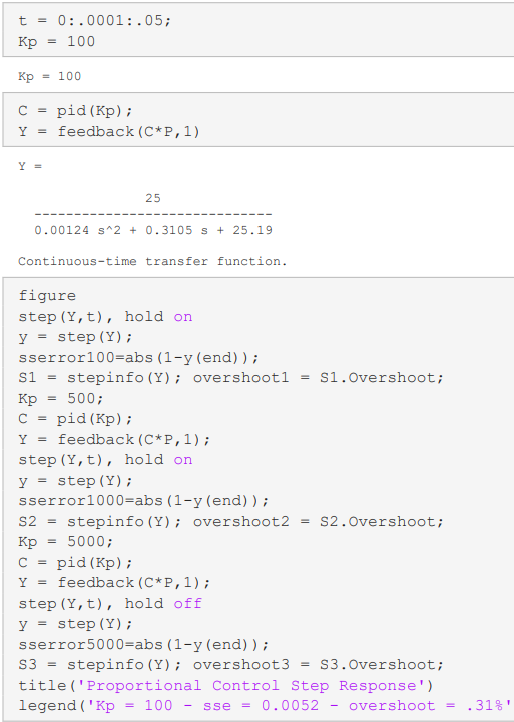 t = 0:.0001:.05;
Kp = 100
Kp = 100
C = pid(Kp);
Y = feedback(C*P,1)
Y =
25
------------------------------
0.00124 s^2 + 0.3105 s + 25.19
Continuous-time transfer function.
figure
step(Y,t), hold on
y = step(Y);
sserror100=abs(1-y(end));
S1 = stepinfo(Y); overshoot1 = S1.Overshoot;
Kp = 500;
C = pid(Kp);
Y = feedback(C*P,1);
step(Y,t), hold on
y = step(Y);
sserror1000=abs(1-y(end));
S2 = stepinfo(Y); overshoot2 = S2.Overshoot;
Kp = 5000;
C = pid(Kp);
Y = feedback(C*P,1);
step(Y,t), hold off
y = step(Y);
sserror5000=abs(1-y(end));
S3 = stepinfo(Y); overshoot3 = S3.Overshoot;
title('Proportional Control Step Response')
legend('Kp = 100 - sse = 0.0052 - overshoot = .31%'